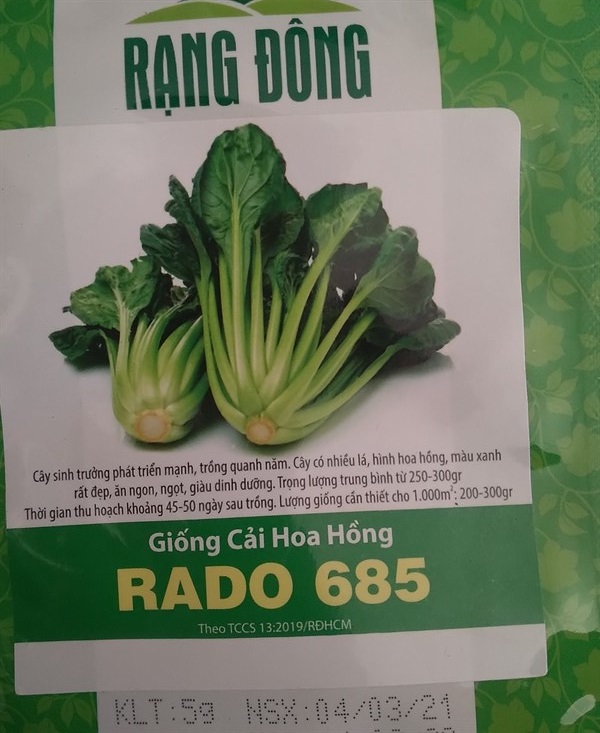 RẠNG ĐÔNG
Cây sinh trưởng phát triển mạnh, trồng quanh năm. Cây có nhiều lá, hình hoa hồng, màu xanh
rất đẹp, ăn ngon, ngọt, giàu dinh dưỡng. Trọng lượng trung bình từ 250-300gr
Thời gian thu hoạch khoảng 45-50 ngày sau trồng. Lượng giống cần thiết cho 1.000m²: 200-300gr
Giống Cải Hoa Hồng
RADO 685
Theo TCCS 13:2019/RĐHCM
KLT:5g NSX:04/03/21